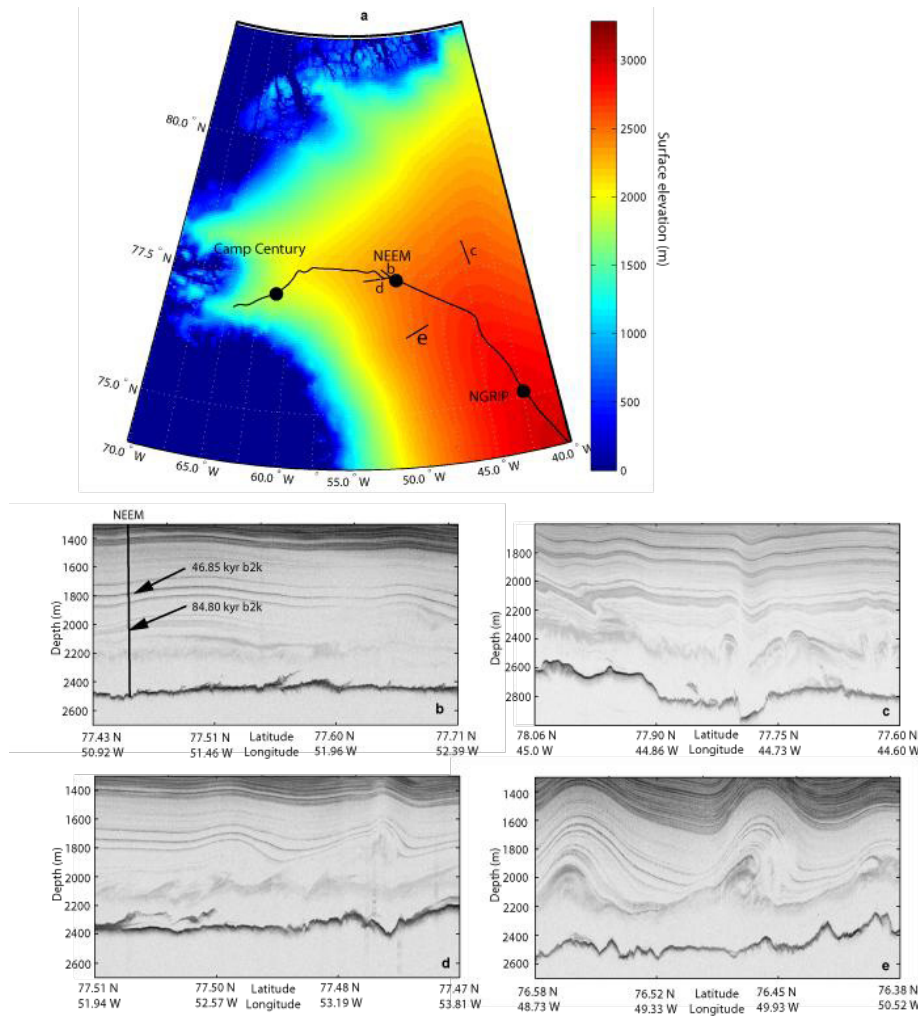 a
80.0 ° N
77.5 ° N
75.0 ° N
70.0 ° W
65.0 ° W
60.0 ° W
55.0 ° W
50.0 ° W
45.0 ° W
40.0 ° W
Camp Century
NEEM
b
c
d
e
NGRIP
3000
2500
2000
1500
1000
500
0
Surface elevation (m)
NEEM
46.85 kyr b2k
84.80 kyr b2k
Depth (m)
1400
1600
1800
2000
2200
2400
2600
b
77.43 N 77.51 N Latitude 77.60 N 77.71 N
50.92 W 51.46 W Longitude 51.96 W 52.39 W
Depth (m)
1800
2000
2200
2400
2600
2800
c
78.06 N 77.90 N Latitude 77.75 N 77.60 N
45.0 W 44.86 W Longitude 44.73 W 44.60 W
Depth (m)
1400
1600
1800
2000
2200
2400
2600
d
77.51 N 77.50 N Latitude 77.48 N 77.47 N
51.94 W 52.57 W Longitude 53.19 W 53.81 W
Depth (m)
1400
1600
1800
2000
2200
2400
2600
e
76.58 N 76.52 N Latitude 76.45 N 76.38 N
48.73 W 49.33 W Longitude 49.93 W 50.52 W